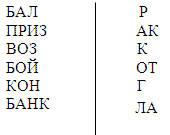 БАЛ Р
ПРИЗ АК
ВОЗ К
БОЙ ОТ
КОН Г
БАНК ЛА